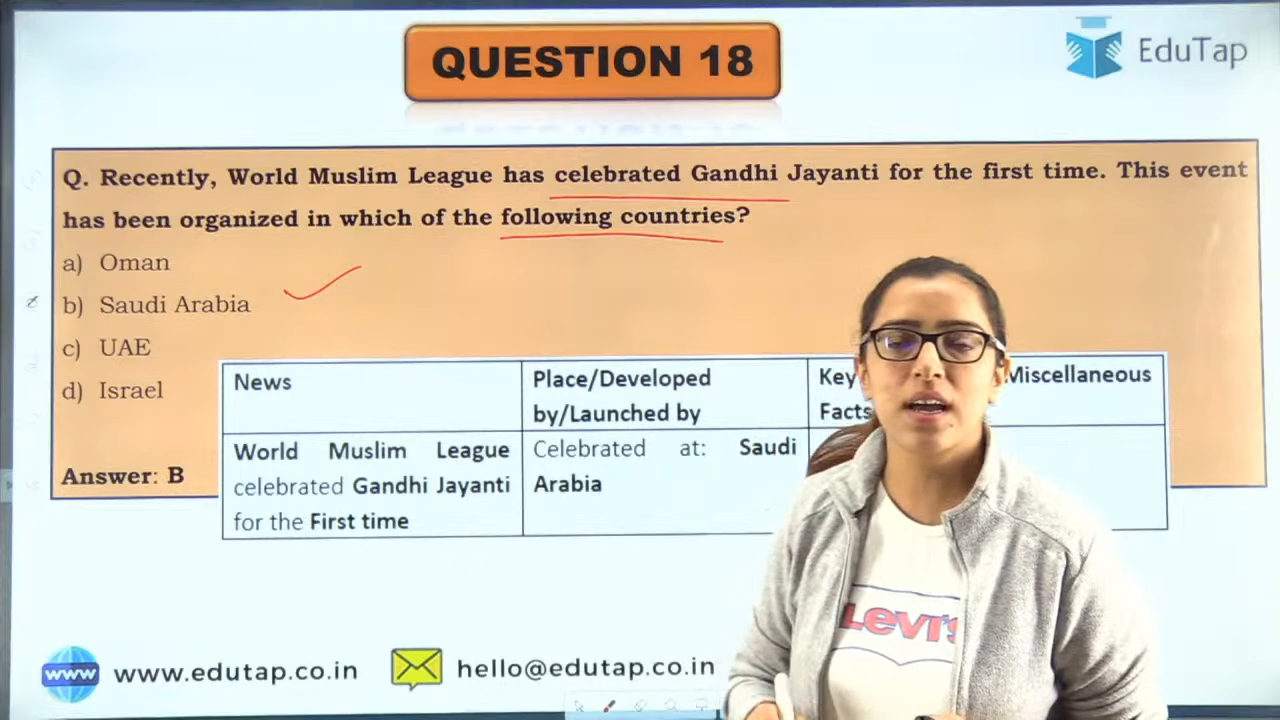 QUESTION 18
EduTap
Q. Recently, World Muslim League has celebrated Gandhi Jayanti for the first time. This event
has been organized in which of the following countries?
a) Oman
b) Saudi Arabia
c) UAE
d) Israel
Answer: B
News
Place/Developed
by/Launched by
Key
Miscellaneous
Facts
World Muslim League
celebrated Gandhi Jayanti
for the First time
Celebrated at: Saudi
Arabia
Levi's
WWW
www.edutap.co.in
hello@edutap.co.in